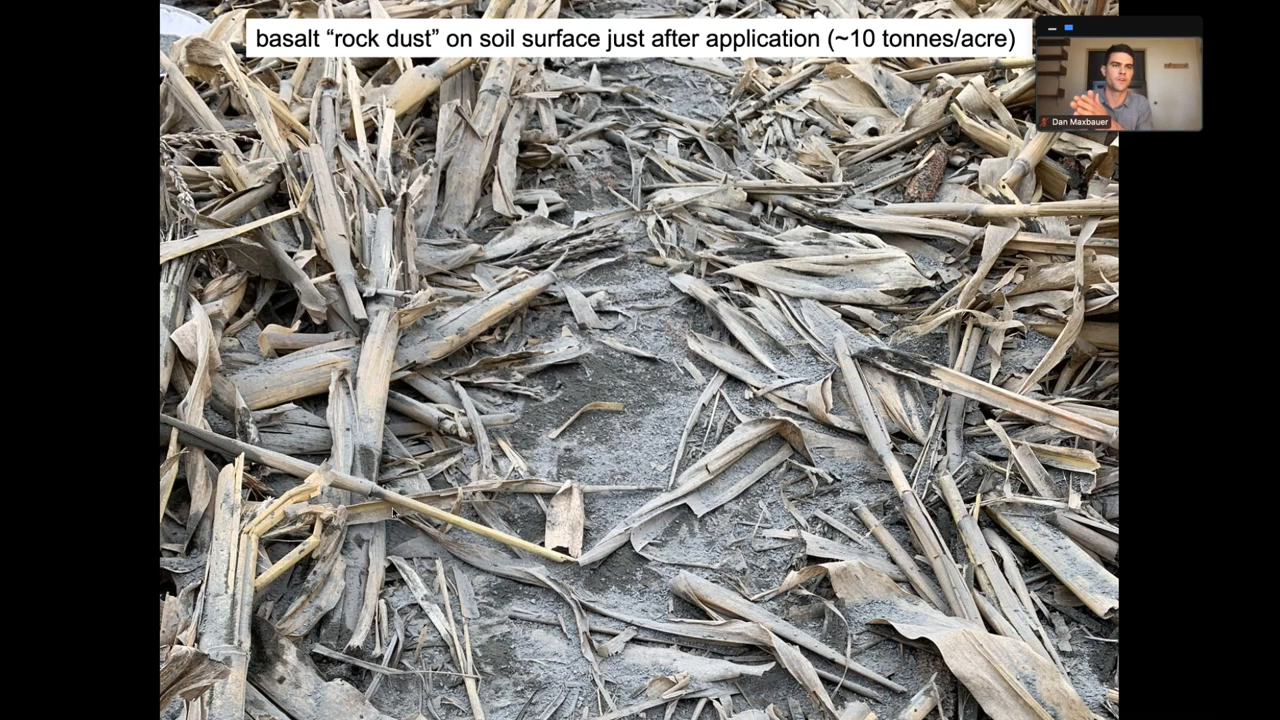 basalt “rock dust” on soil surface just after application (~10 tonnes/acre)
Dan Maxbauer